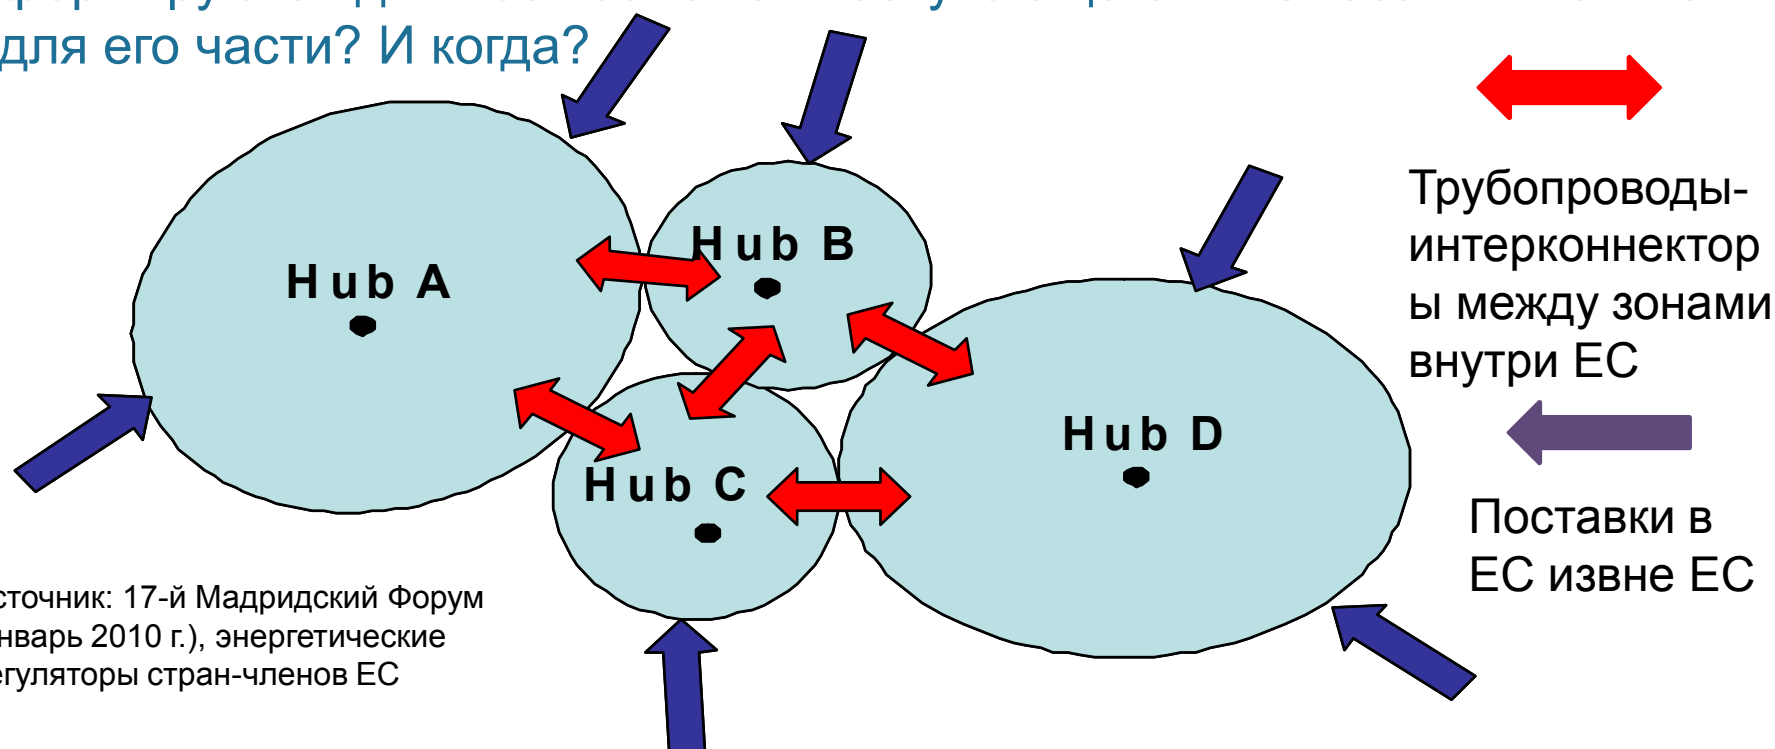 для его части? И когда?
Hub A
Hub B
Hub C
Hub D
Трубопроводы-
интерконнектор
ы между зонами
внутри ЕС
Поставки в
ЕС извне ЕС
сточник: 17-й Мадридский Форум
нварь 2010 г.), энергетические
егуляторы стран-членов ЕС